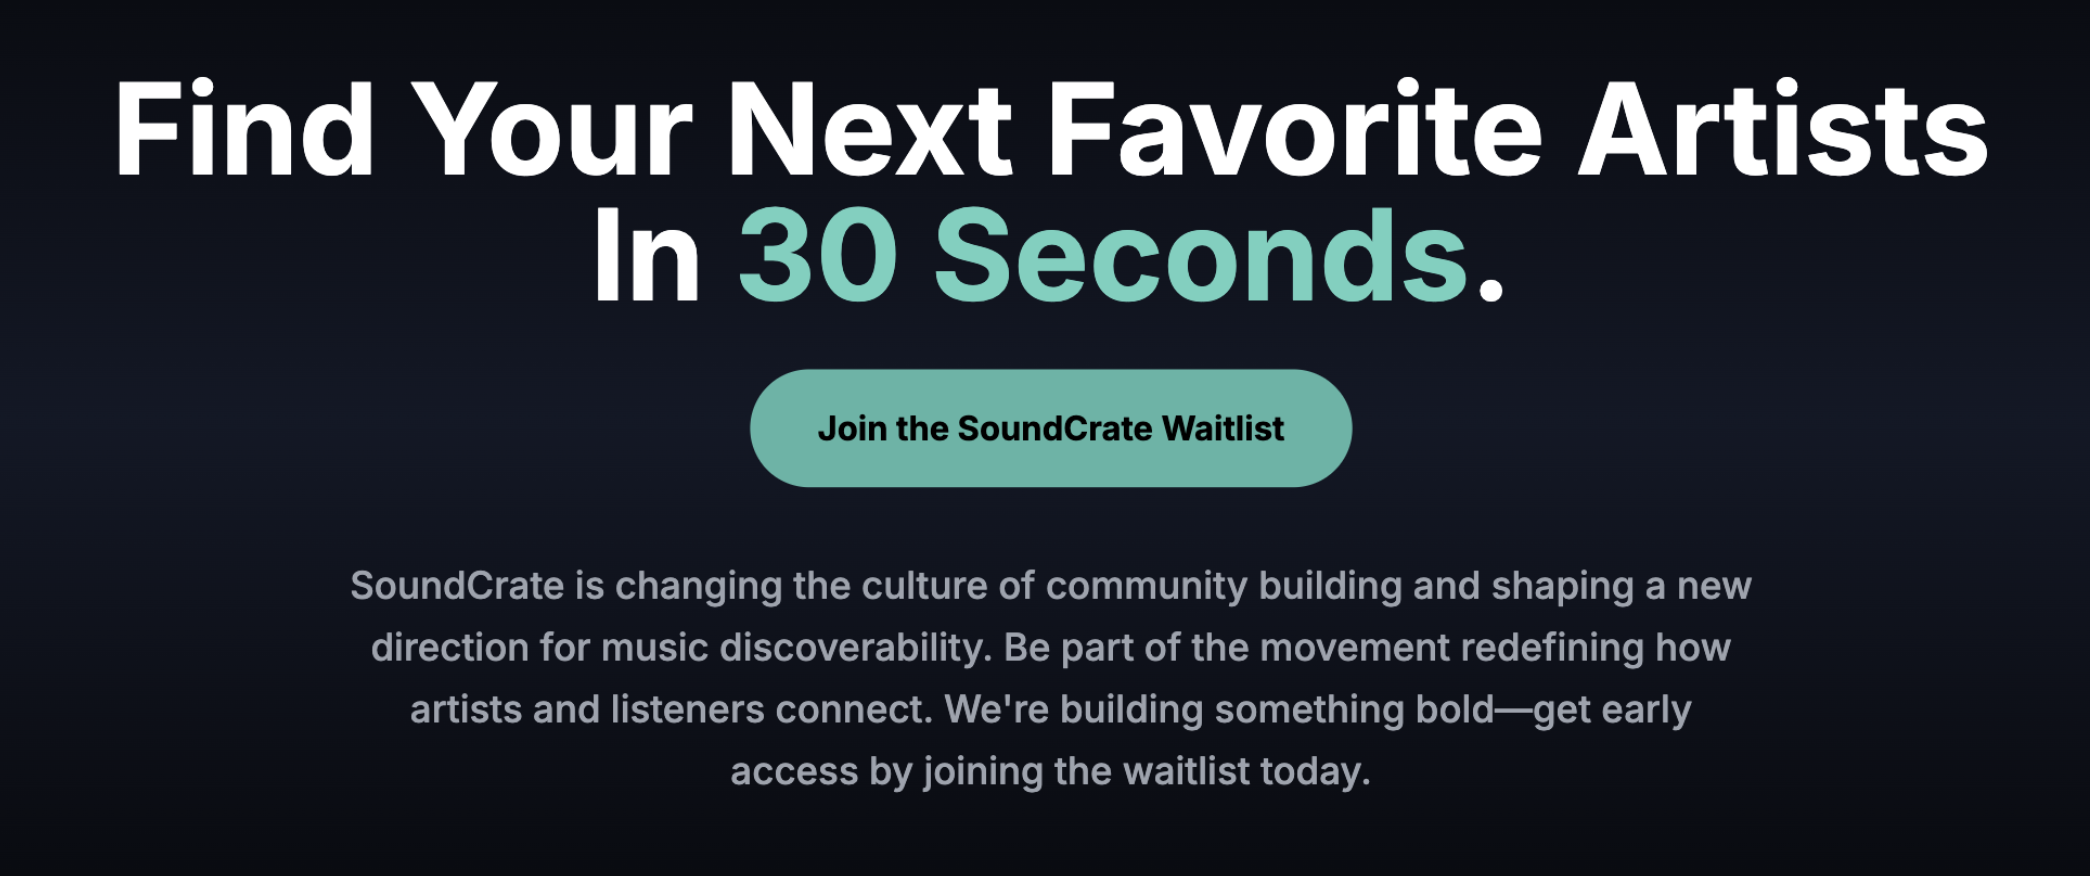 Find Your Next Favorite Artists
In 30 Seconds.
Join the SoundCrate Waitlist
SoundCrate is changing the culture of community building and shaping a new
direction for music discoverability. Be part of the movement redefining how
artists and listeners connect. We're building something bold—get early
access by joining the waitlist today.